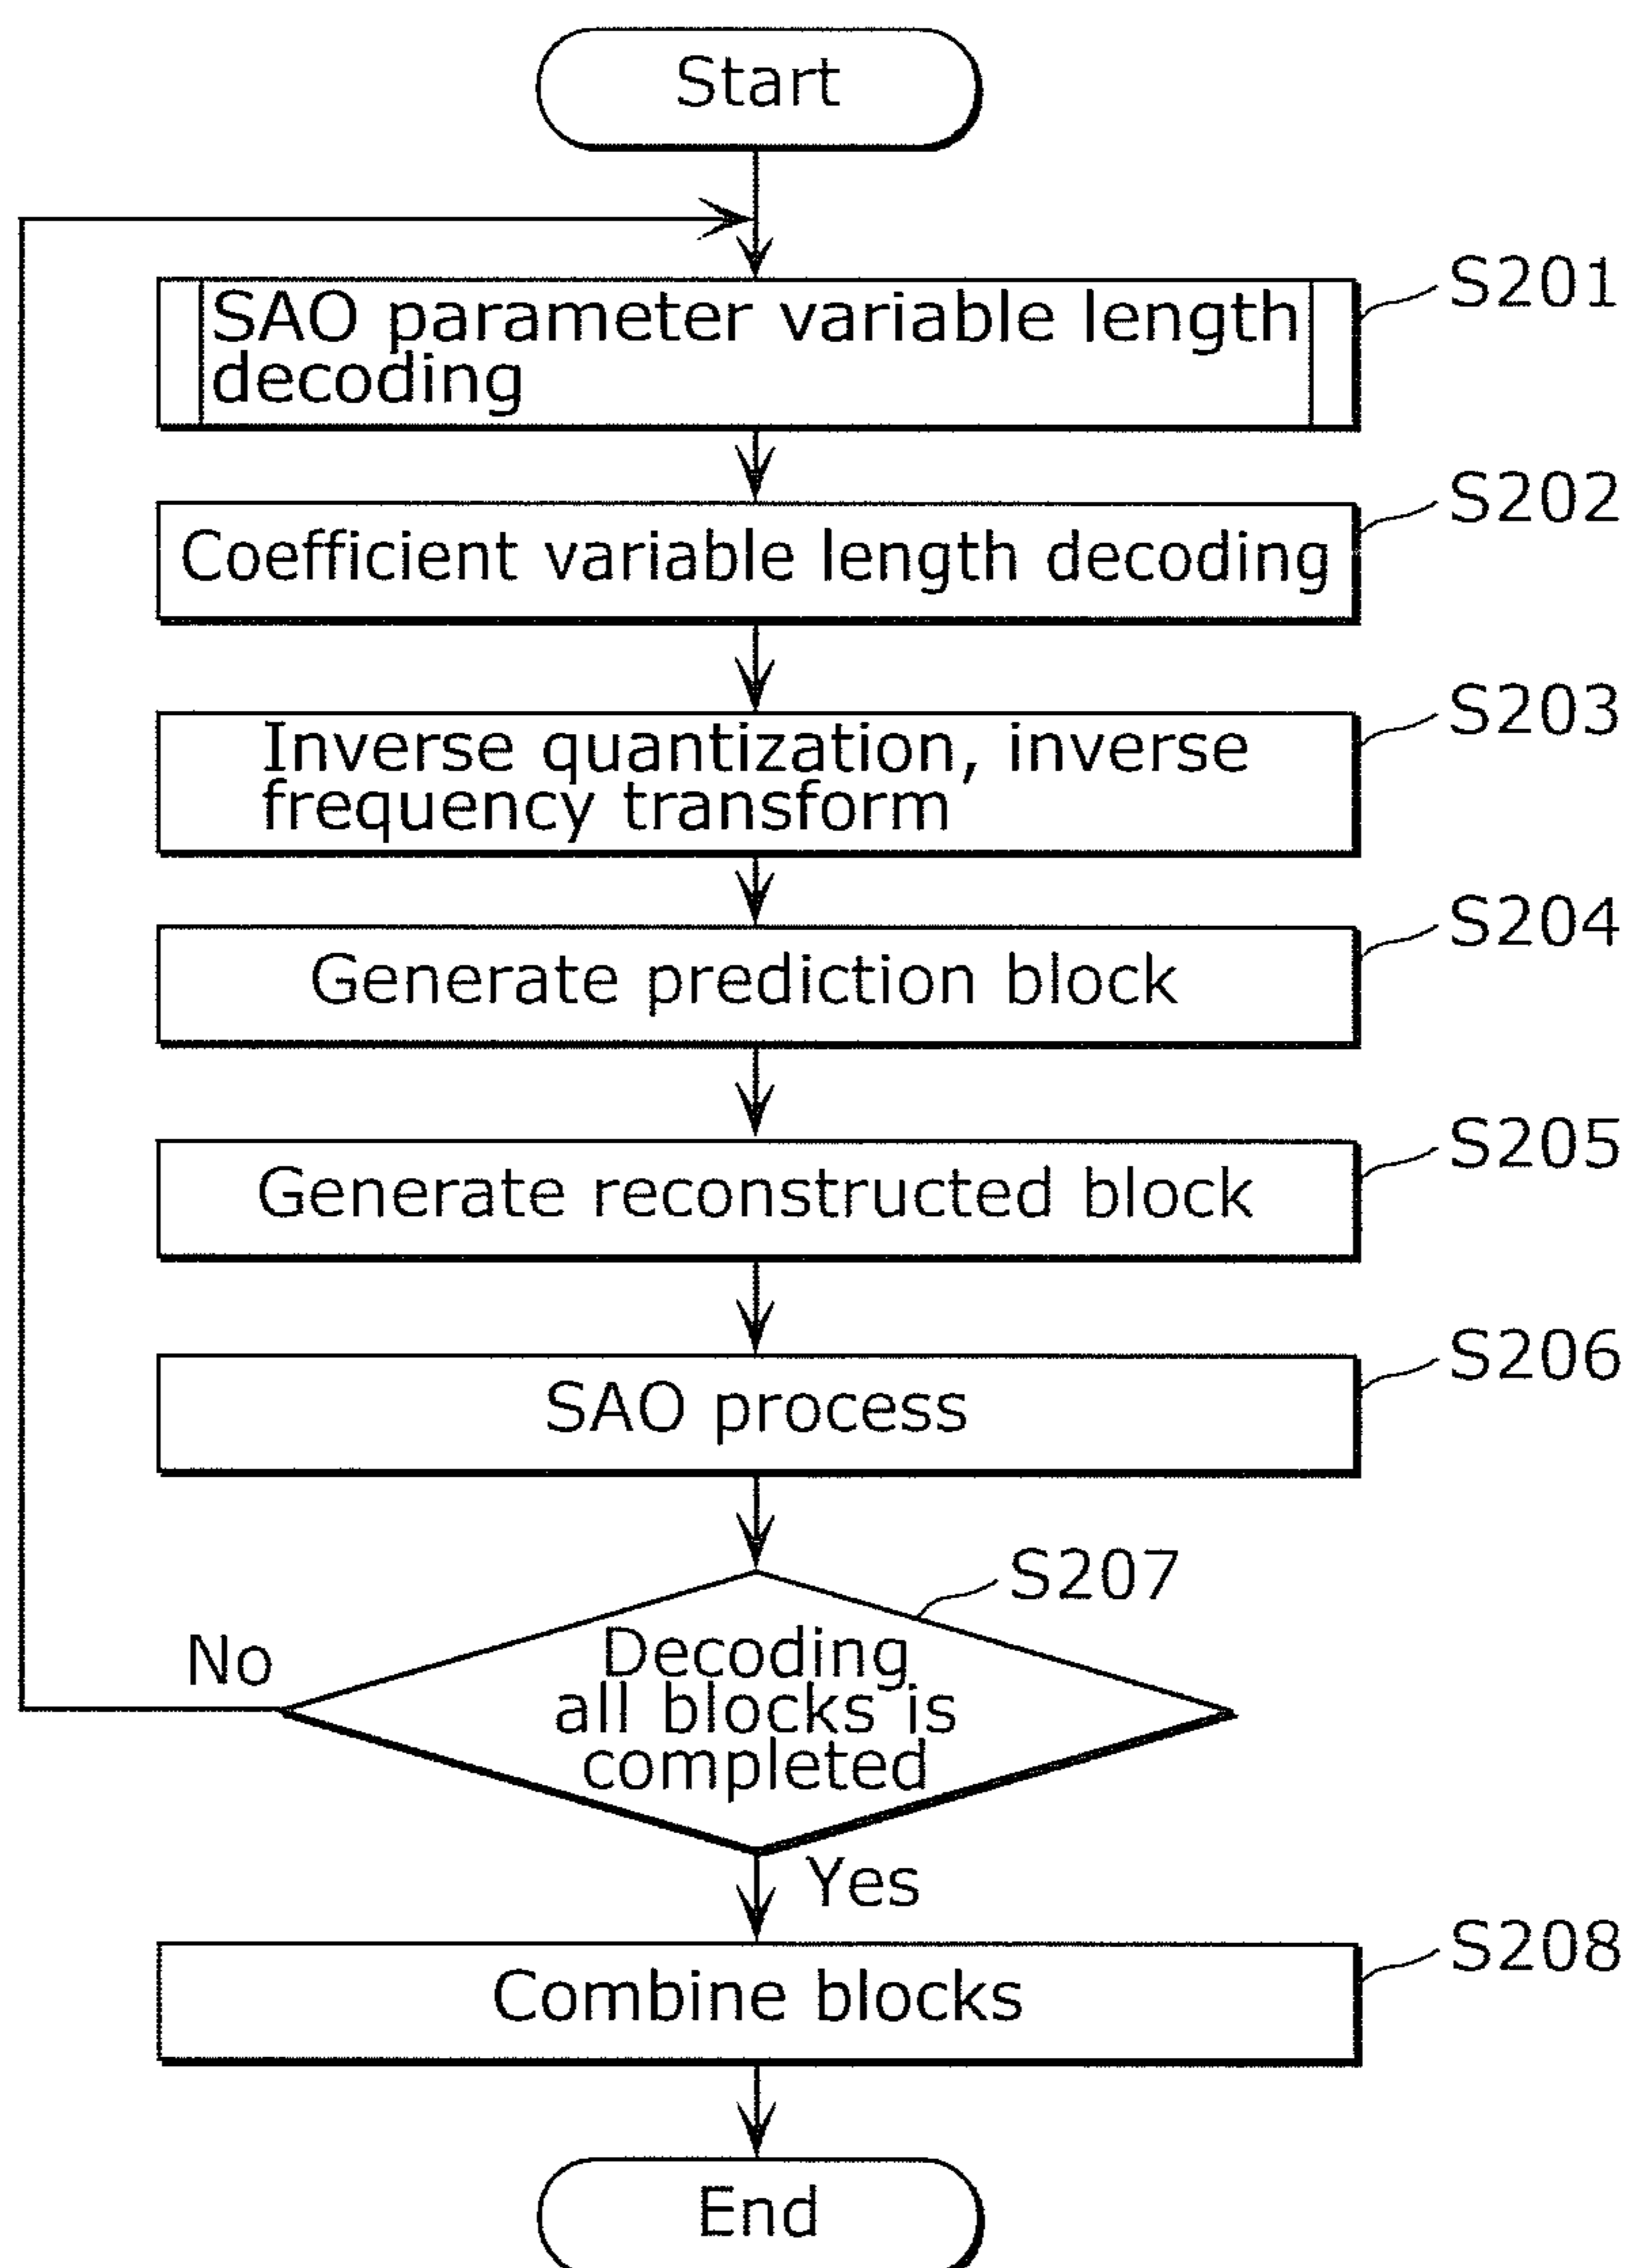 Start
SAO parameter variable length
decoding
S201
Coefficient variable length decoding
S202
Inverse quantization, inverse
frequency transform
S203
Generate prediction block
S204
Generate reconstructed block
S205
SAO process
S206
S207
Decoding
all blocks is
completed
No
Yes
Combine blocks
S208
End